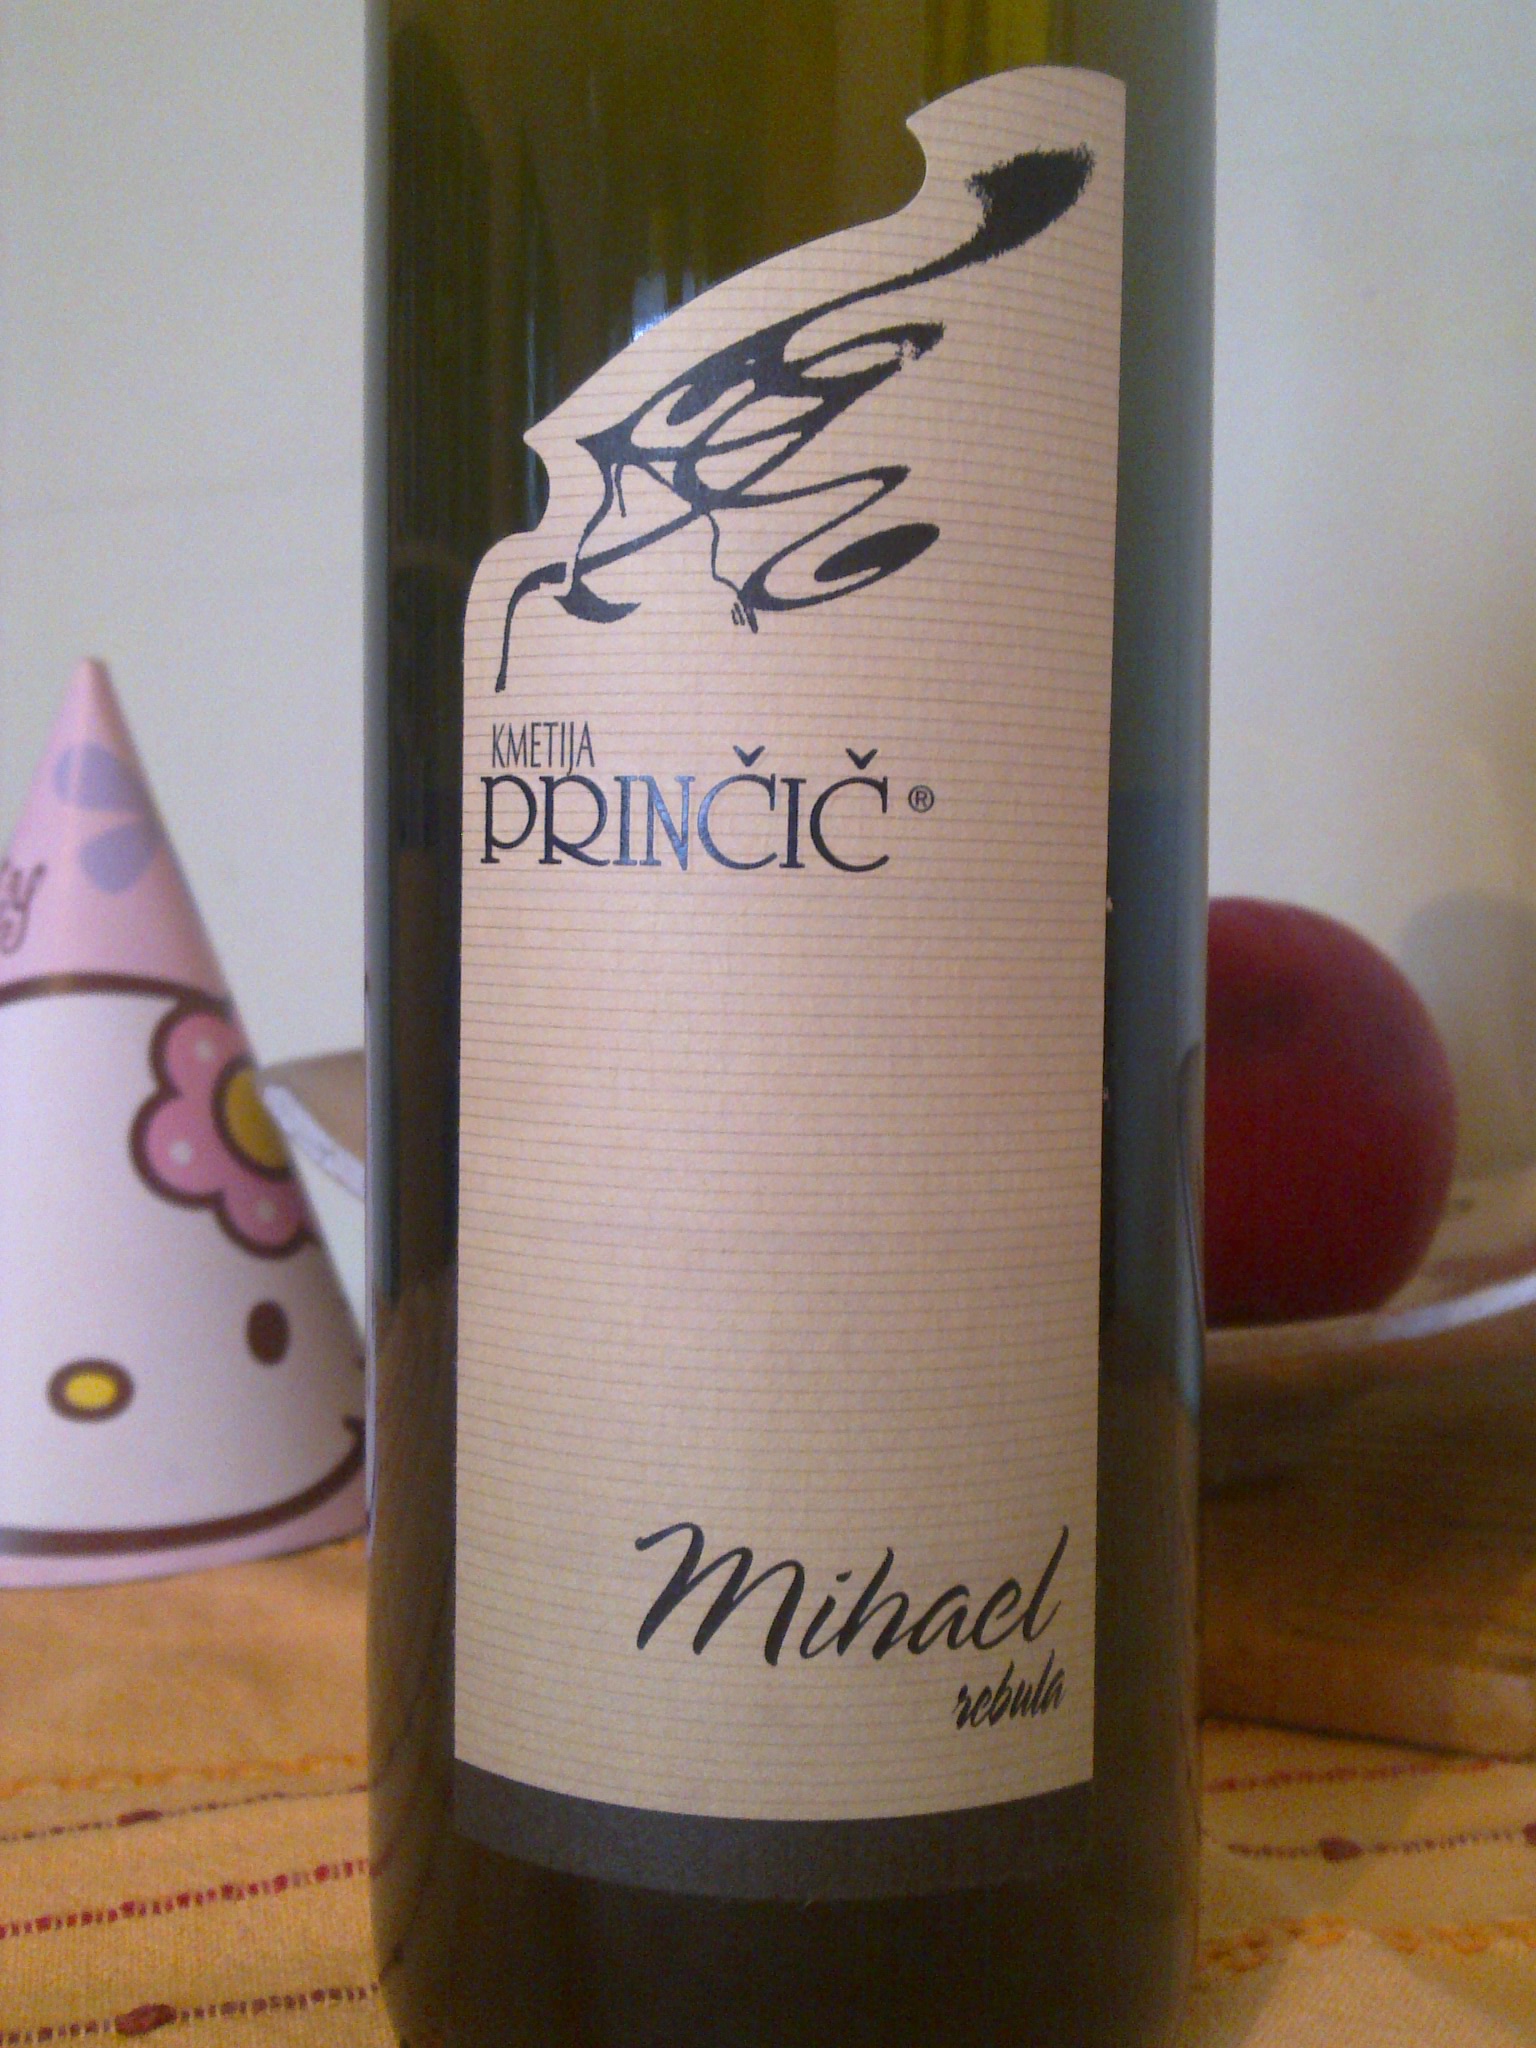 KMETIJA
PRINČIČ ®
Mihael
rebula